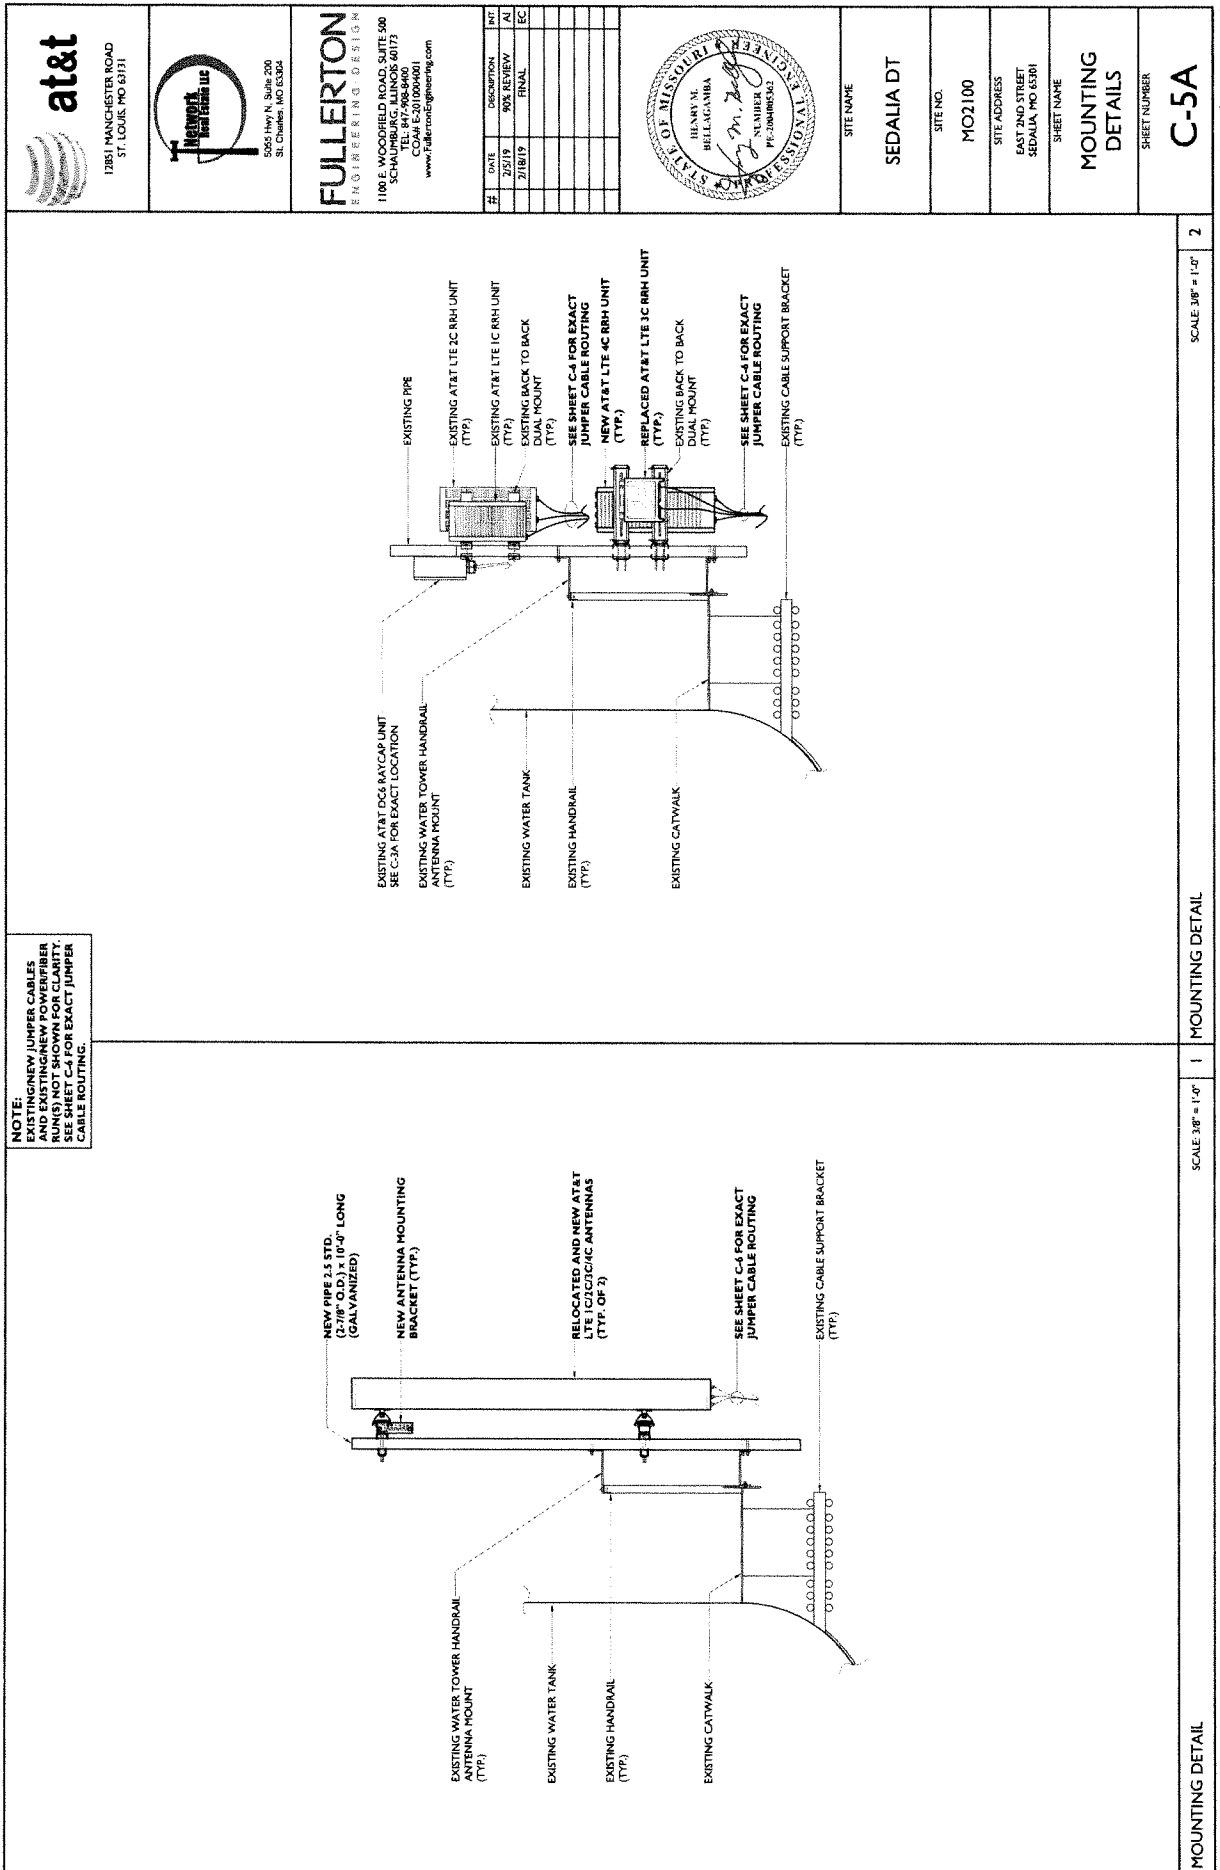 NOTE:
EXISTING/NEW JUMPER CABLES
AND EXISTING/NEW POWER/FIBER
RUN(S) NOT SHOWN FOR CLARITY.
SEE SHEET C-6 FOR EXACT JUMPER
CABLE ROUTING.
NEW PIPE 2.5 STD.
(2-7/8" O.D.) x 10'-0" LONG
(GALVANIZED)
NEW ANTENNA MOUNTING
BRACKET (TYP.)
RELOCATED AND NEW AT&T
LTE 1C/2C/3C/4C ANTENNAS
(TYP. OF 2)
SEE SHEET C-6 FOR EXACT
JUMPER CABLE ROUTING
EXISTING CABLE SUPPORT BRACKET
(TYP.)
EXISTING WATER TOWER HANDRAIL
ANTENNA MOUNT
(TYP.)
EXISTING WATER TANK
EXISTING HANDRAIL
(TYP.)
EXISTING CATWALK
MOUNTING DETAIL
SCALE: 3/8" = 1'-0"
1
EXISTING AT&T DC6 RAYCAP UNIT
SEE C-3A FOR EXACT LOCATION
EXISTING WATER TOWER HANDRAIL
ANTENNA MOUNT
(TYP.)
EXISTING WATER TANK
EXISTING HANDRAIL
(TYP.)
EXISTING CATWALK
EXISTING PIPE
EXISTING AT&T LTE 2C RRH UNIT
(TYP.)
EXISTING AT&T LTE 1C RRH UNIT
(TYP.)
EXISTING BACK TO BACK
DUAL MOUNT
(TYP.)
SEE SHEET C-6 FOR EXACT
JUMPER CABLE ROUTING
NEW AT&T LTE 4C RRH UNIT
(TYP.)
REPLACED AT&T LTE 3C RRH UNIT
(TYP.)
EXISTING BACK TO BACK
DUAL MOUNT
(TYP.)
SEE SHEET C-6 FOR EXACT
JUMPER CABLE ROUTING
EXISTING CABLE SUPPORT BRACKET
(TYP.)
MOUNTING DETAIL
SCALE: 3/8" = 1'-0"
2
at&t
12851 MANCHESTER ROAD
ST. LOUIS, MO 63131
Network
Real Estate LLC
5055 Hwy N, Suite 200
St. Charles, MO 63304
FULLERTON
ENGINEERING DESIGN
1100 E. WOODFIELD ROAD, SUITE 500
SCHAUMBURG, ILLINOIS 60173
TEL: 847-908-8400
COA# E-2010004001
www.FullertonEngineering.com
# DATE DESCRIPTION INT.
2/5/19 90% REVIEW AJ
2/18/19 FINAL EC
STATE OF MISSOURI
HENRY M.
BELLAGAMBA
NUMBER
PE-2004005362
PROFESSIONAL ENGINEER
SITE NAME
SEDALIA DT
SITE NO.
MO2100
SITE ADDRESS
EAST 2ND STREET
SEDALIA, MO 65301
SHEET NAME
MOUNTING
DETAILS
SHEET NUMBER
C-5A